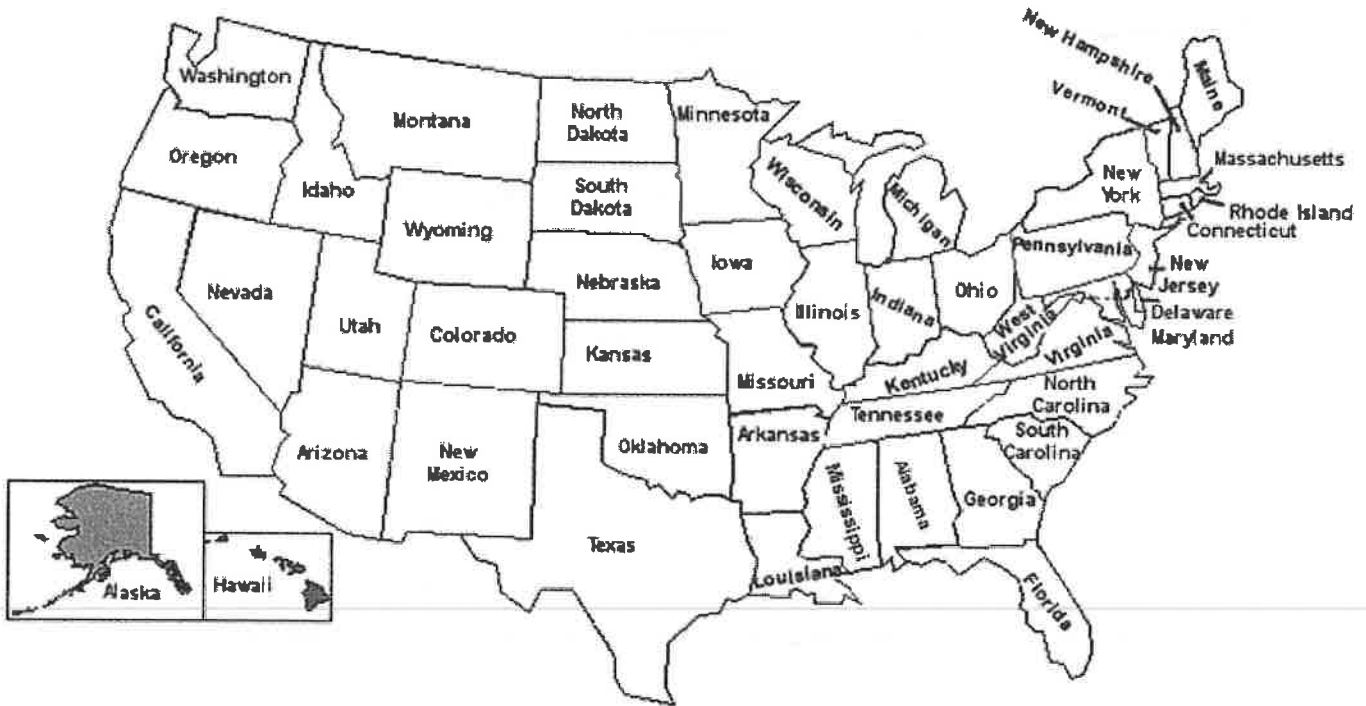 New Hampshire
Maine
Vermont
Washington
Montana
North
Dakota
Minnesota
Oregon
Idaho
Wisconsin
Michigan
New
York
Massachusetts
South
Dakota
Wyoming
Rhode Island
Connecticut
Pennsylvania
Iowa
Nebraska
Nevada
Ohio
New
Jersey
Illinois
Indiana
Utah
Colorado
West
Virginia
Delaware
Maryland
Virginia
California
Kansas
Missouri
Kentucky
North
Carolina
Tennessee
Arizona
New
Mexico
Oklahoma
Arkansas
South
Carolina
Mississippi
Alabama
Georgia
Texas
Louisiana
Florida
Alaska
Hawaii